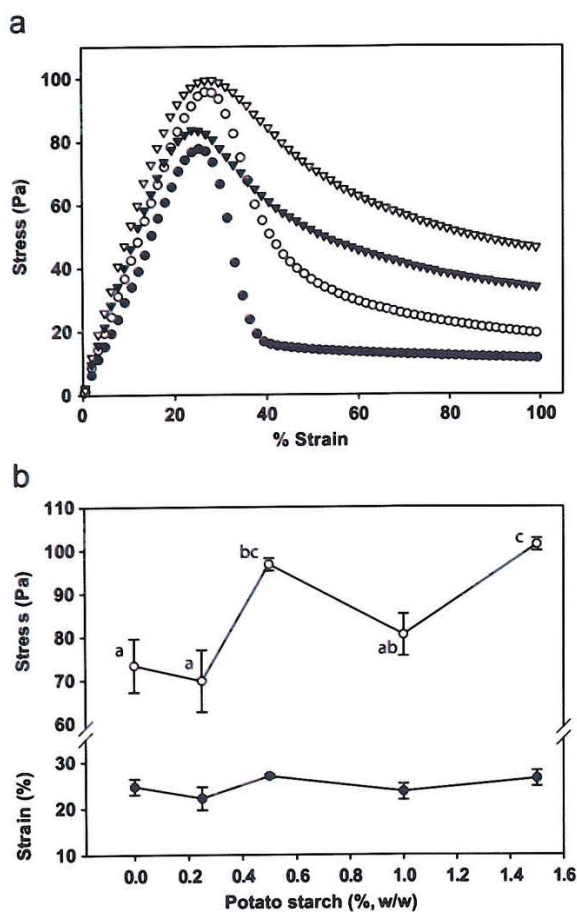 a
Stress (Pa)
100
80
60
40
20
0
0 20 40 60 80 100
% Strain
b
Stress (Pa)
110
100
90
80
70
60
a
a
bc
ab
c
Strain (%)
30
20
10
0.0 0.2 0.4 0.6 0.8 1.0 1.2 1.4 1.6
Potato starch (%, w/w)